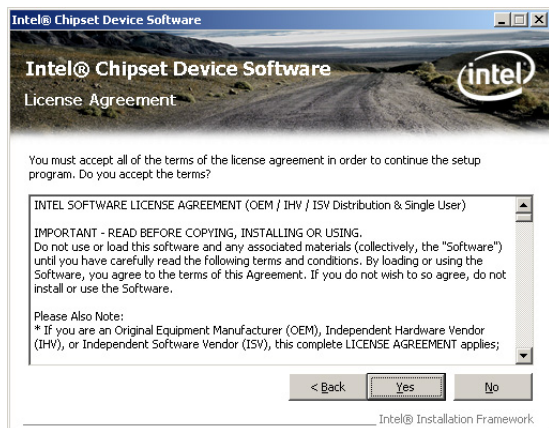 Intel® Chipset Device Software
Intel® Chipset Device Software
License Agreement
intel
You must accept all of the terms of the license agreement in order to continue the setup
program. Do you accept the terms?
INTEL SOFTWARE LICENSE AGREEMENT (OEM / IHV / ISV Distribution & Single User)
IMPORTANT - READ BEFORE COPYING, INSTALLING OR USING.
Do not use or load this software and any associated materials (collectively, the "Software")
until you have carefully read the following terms and conditions. By loading or using the
Software, you agree to the terms of this Agreement. If you do not wish to so agree, do not
install or use the Software.
Please Also Note:
* If you are an Original Equipment Manufacturer (OEM), Independent Hardware Vendor
(IHV), or Independent Software Vendor (ISV), this complete LICENSE AGREEMENT applies;
< Back Yes No
Intel® Installation Framework